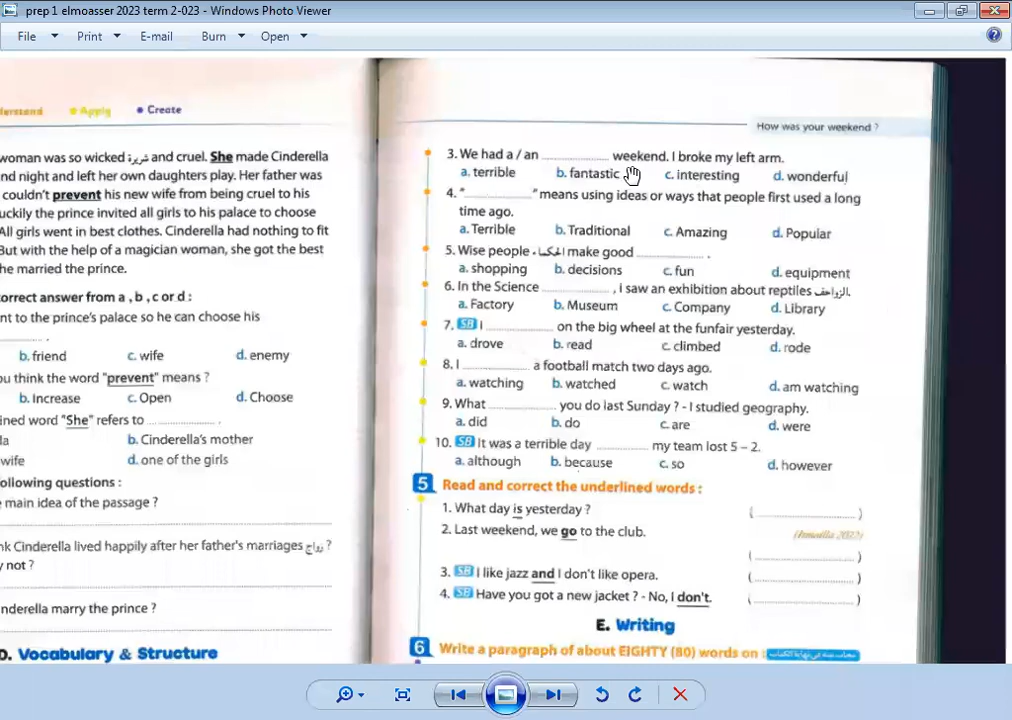 prep 1 elmoasser 2023 term 2-023 - Windows Photo Viewer
File Print E-mail Burn Open
Apply • Create
woman was so wicked شريرة and cruel. She made Cinderella
nd night and left her own daughters play. Her father was
couldn't prevent his new wife from being cruel to his
uckily the prince invited all girls to his palace to choose
All girls went in best clothes. Cinderella had nothing to fit
But with the help of a magician woman, she got the best
he married the prince.
orrect answer from a , b , c or d :
nt to the prince's palace so he can choose his
.
b. friend c. wife d. enemy
ou think the word "prevent" means ?
b. Increase c. Open d. Choose
ined word "She" refers to .
la b. Cinderella's mother
wife d. one of the girls
ollowing questions :
e main idea of the passage ?
nk Cinderella lived happily after her father's marriages زواج ?
y not ?
nderella marry the prince ?
D. Vocabulary & Structure
How was your weekend ?
3. We had a / an weekend. I broke my left arm.
a. terrible b. fantastic c. interesting d. wonderful
4. " " means using ideas or ways that people first used a long
time ago.
a. Terrible b. Traditional c. Amazing d. Popular
5. Wise people الحكماء make good .
a. shopping b. decisions c. fun d. equipment
6. In the Science , i saw an exhibition about reptiles الزواحف.
a. Factory b. Museum c. Company d. Library
7. SB I on the big wheel at the funfair yesterday.
a. drove b. read c. climbed d. rode
8. I a football match two days ago.
a. watching b. watched c. watch d. am watching
9. What you do last Sunday ? - I studied geography.
a. did b. do c. are d. were
10. SB It was a terrible day my team lost 5 – 2.
a. although b. because c. so d. however
5 Read and correct the underlined words :
1. What day is yesterday ? ( )
2. Last weekend, we go to the club. (Ismailia 2022)
( )
3. SB I like jazz and I don't like opera. ( )
4. SB Have you got a new jacket ? - No, I don't. ( )
E. Writing
6 Write a paragraph of about EIGHTY (80) words on :